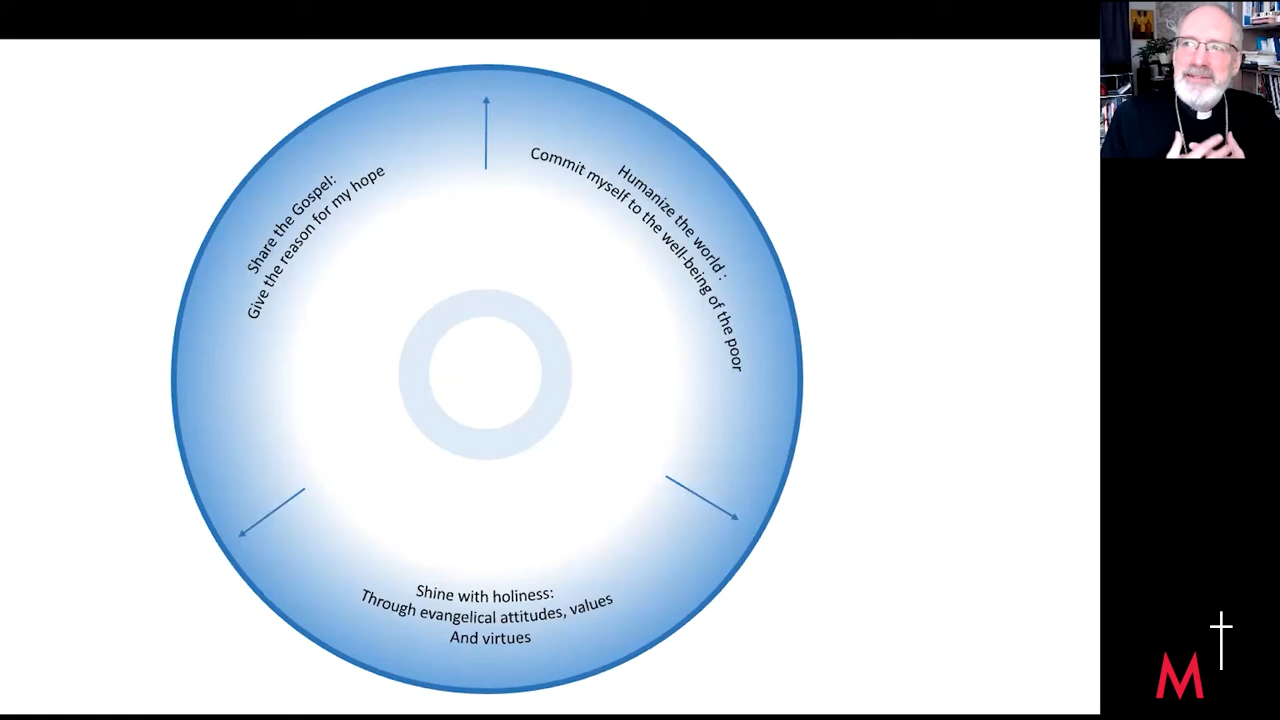 Share the Gospel:
Give the reason for my hope
Humanize the world :
Commit myself to the well-being of the poor
Shine with holiness:
Through evangelical attitudes, values
And virtues
M